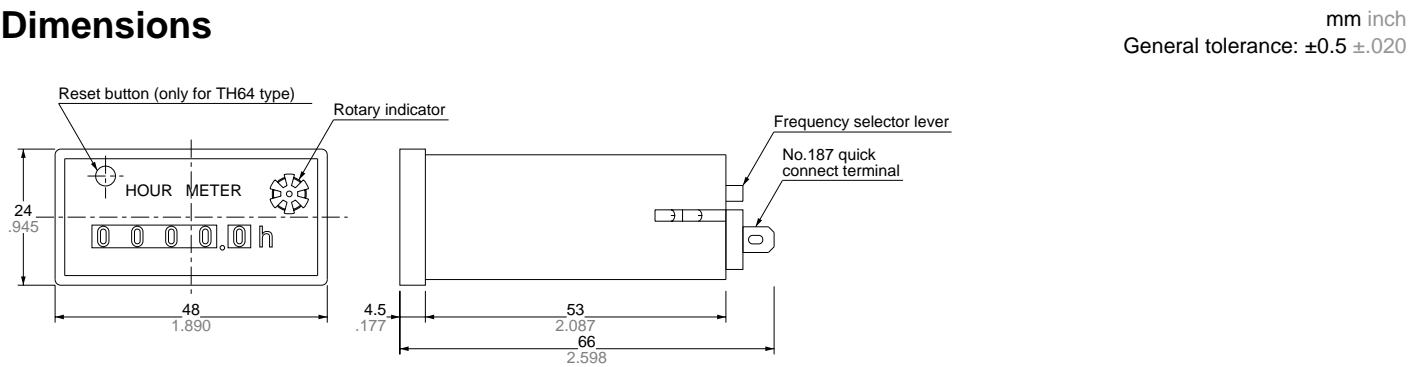 Dimensions
mm inch
General tolerance: ±0.5 ±.020
Reset button (only for TH64 type)
Rotary indicator
Frequency selector lever
No.187 quick
connect terminal
HOUR METER
24
.945
0 0 0 0.0 h
48
1.890
4.5
.177
53
2.087
66
2.598